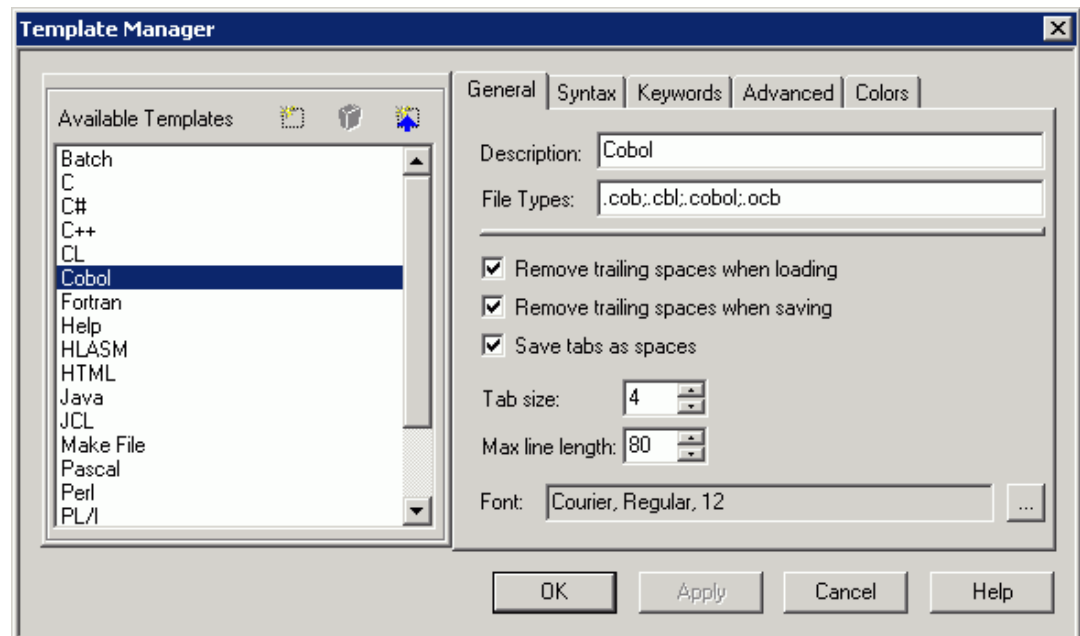 Template Manager
Available Templates
Batch
C
C#
C++
CL
Cobol
Fortran
Help
HLASM
HTML
Java
JCL
Make File
Pascal
Perl
PL/I
General Syntax Keywords Advanced Colors
Description: Cobol
File Types: .cob;.cbl;.cobol;.ocb
Remove trailing spaces when loading
Remove trailing spaces when saving
Save tabs as spaces
Tab size: 4
Max line length: 80
Font: Courier, Regular, 12 ...
OK Apply Cancel Help